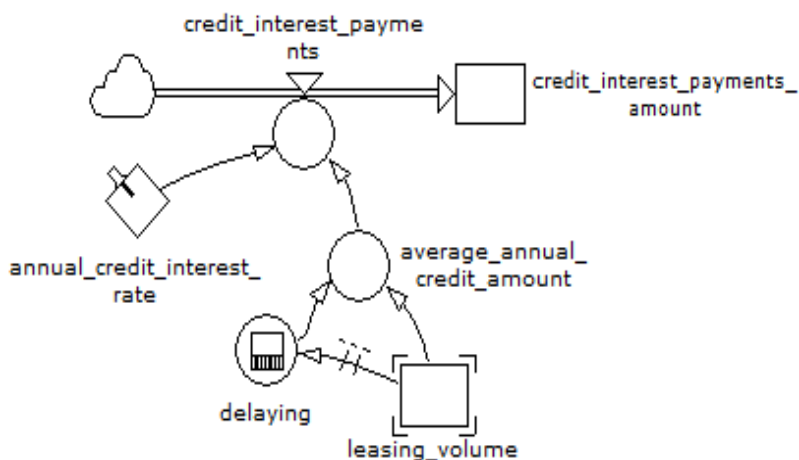 credit_interest_payme
nts
credit_interest_payments_
amount
annual_credit_interest_
rate
average_annual_
credit_amount
delaying
leasing_volume